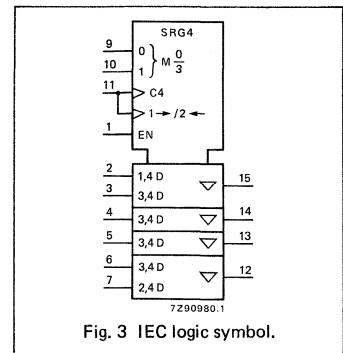 SRG4
9 0
10 1 } M 0/3
11 C4
1 → /2 ←
1 EN
2 1,4 D 15
3 3,4 D
4 3,4 D 14
5 3,4 D 13
6 3,4 D 12
7 2,4 D
7Z90980.1
Fig. 3 IEC logic symbol.